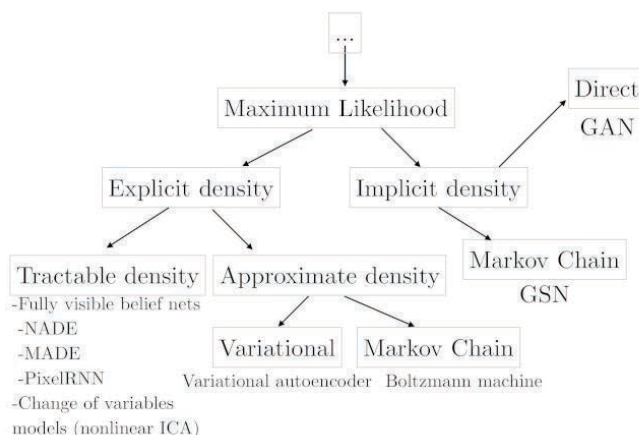 ...
Maximum Likelihood
Direct
GAN
Explicit density
Implicit density
Tractable density
-Fully visible belief nets
-NADE
-MADE
-PixelRNN
-Change of variables
models (nonlinear ICA)
Approximate density
Variational
Variational autoencoder
Markov Chain
Boltzmann machine
Markov Chain
GSN